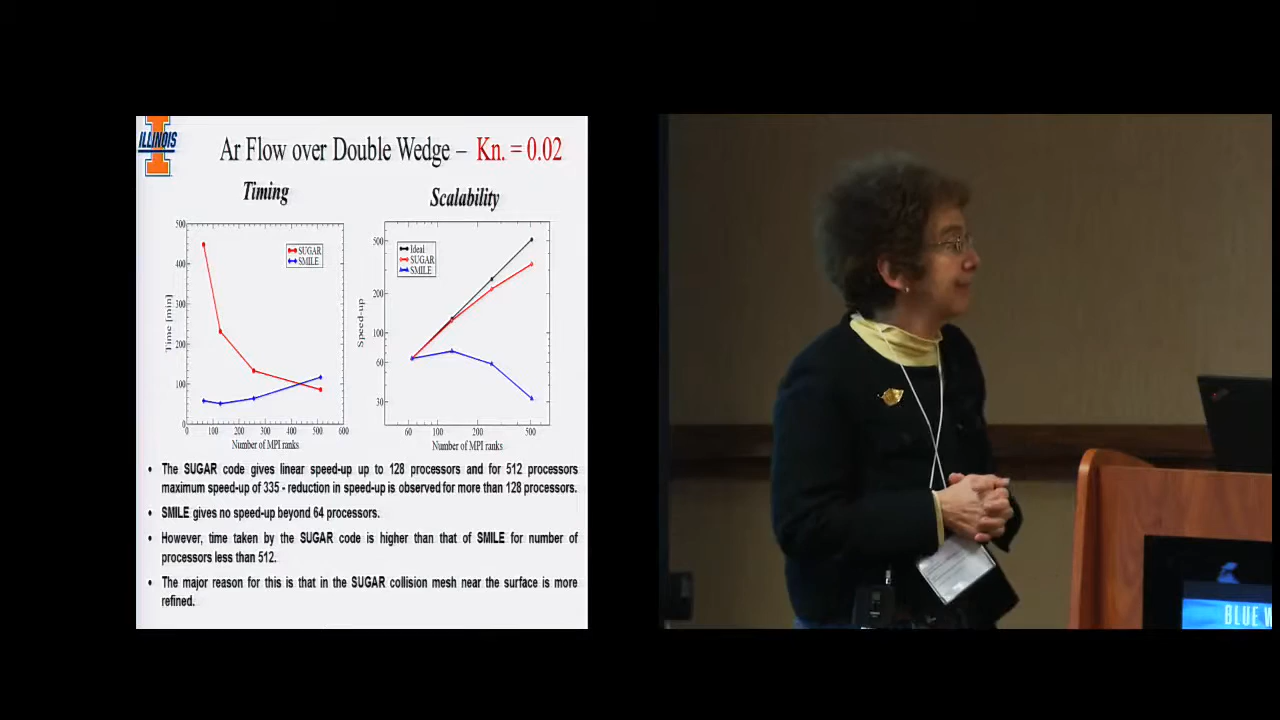 ILLINOIS
Ar Flow over Double Wedge – Kn. = 0.02
Timing
500
400
300
200
100
0
Time [min]
SUGAR
SMILE
0 100 200 300 400 500 600
Number of MPI ranks
Scalability
500
200
100
60
30
Speed-up
Ideal
SUGAR
SMILE
60 100 200 500
Number of MPI ranks
• The SUGAR code gives linear speed-up up to 128 processors and for 512 processors
maximum speed-up of 335 - reduction in speed-up is observed for more than 128 processors.
• SMILE gives no speed-up beyond 64 processors.
• However, time taken by the SUGAR code is higher than that of SMILE for number of
processors less than 512.
• The major reason for this is that in the SUGAR collision mesh near the surface is more
refined.
BLUE W